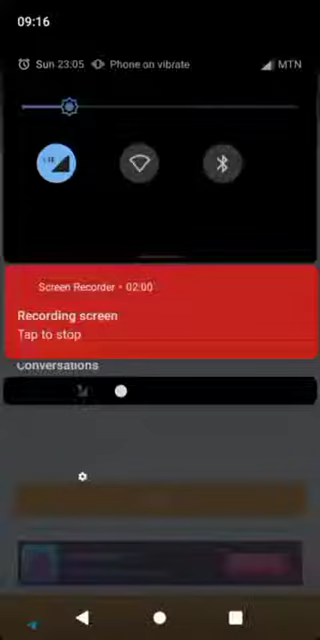 09:16
Sun 23:05 Phone on vibrate MTN
LTE
Screen Recorder • 02:00
Recording screen
Tap to stop
Conversations